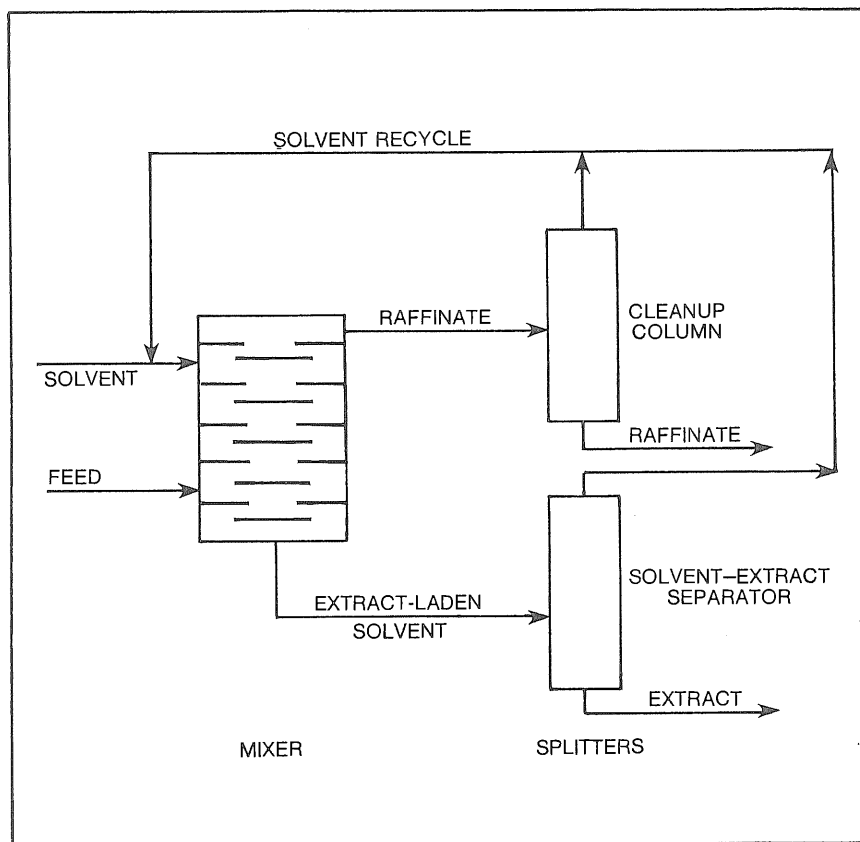 SOLVENT RECYCLE
RAFFINATE
CLEANUP
COLUMN
SOLVENT
RAFFINATE
FEED
EXTRACT-LADEN
SOLVENT
SOLVENT–EXTRACT
SEPARATOR
EXTRACT
MIXER
SPLITTERS